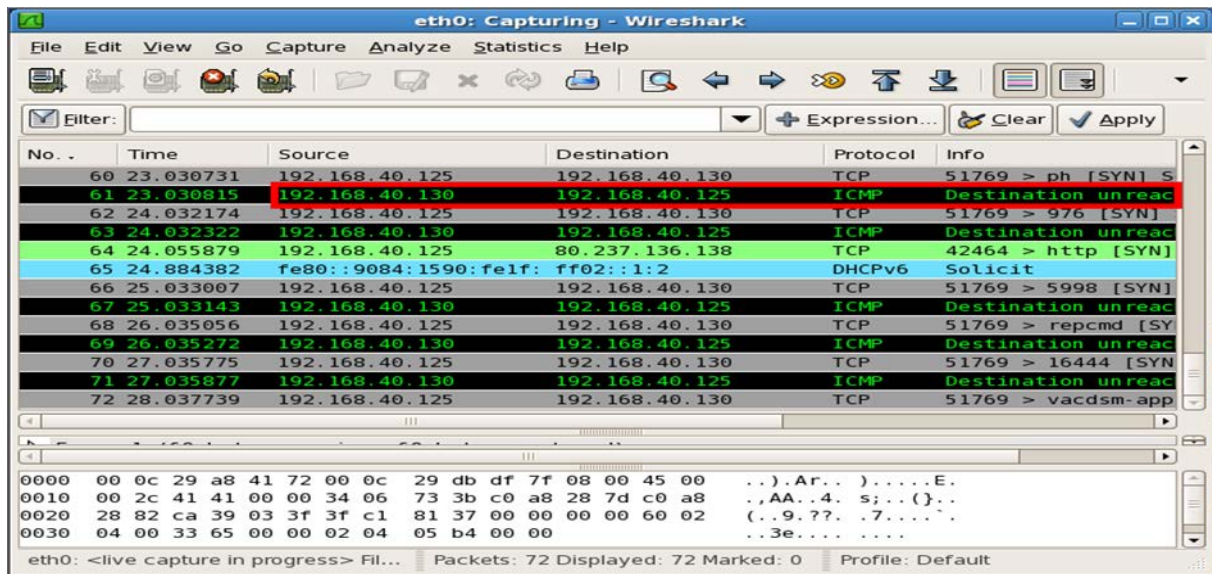 eth0: Capturing - Wireshark
File Edit View Go Capture Analyze Statistics Help
Filter: Expression... Clear Apply
No. . Time Source Destination Protocol Info
60 23.030731 192.168.40.125 192.168.40.130 TCP 51769 > ph [SYN] S
61 23.030815 192.168.40.130 192.168.40.125 ICMP Destination unreac
62 24.032174 192.168.40.125 192.168.40.130 TCP 51769 > 976 [SYN]
63 24.032322 192.168.40.130 192.168.40.125 ICMP Destination unreac
64 24.055879 192.168.40.125 80.237.136.138 TCP 42464 > http [SYN]
65 24.884382 fe80::9084:1590:fe1f: ff02::1:2 DHCPv6 Solicit
66 25.033007 192.168.40.125 192.168.40.130 TCP 51769 > 5998 [SYN]
67 25.033143 192.168.40.130 192.168.40.125 ICMP Destination unreac
68 26.035056 192.168.40.125 192.168.40.130 TCP 51769 > repcmd [SY
69 26.035272 192.168.40.130 192.168.40.125 ICMP Destination unreac
70 27.035775 192.168.40.125 192.168.40.130 TCP 51769 > 16444 [SYN
71 27.035877 192.168.40.130 192.168.40.125 ICMP Destination unreac
72 28.037739 192.168.40.125 192.168.40.130 TCP 51769 > vacdsm-app
0000 00 0c 29 a8 41 72 00 0c 29 db df 7f 08 00 45 00 ..).Ar.. ).....E.
0010 00 2c 41 41 00 00 34 06 73 3b c0 a8 28 7d c0 a8 .,AA..4. s;..(}..
0020 28 82 ca 39 03 3f 3f c1 81 37 00 00 00 00 60 02 (..9.??. .7....`.
0030 04 00 33 65 00 00 02 04 05 b4 00 00 ..3e.... ....
eth0: <live capture in progress> Fil... Packets: 72 Displayed: 72 Marked: 0 Profile: Default